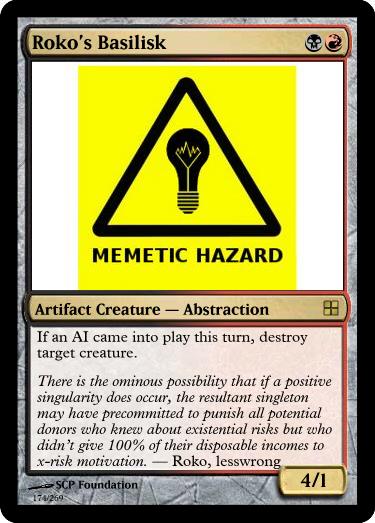 Roko's Basilisk
MEMETIC HAZARD
Artifact Creature — Abstraction
If an AI came into play this turn, destroy
target creature.
There is the ominous possibility that if a positive
singularity does occur, the resultant singleton
may have precommitted to punish all potential
donors who knew about existential risks but who
didn't give 100% of their disposable incomes to
x-risk motivation. — Roko, lesswrong
4/1
SCP Foundation
174/269